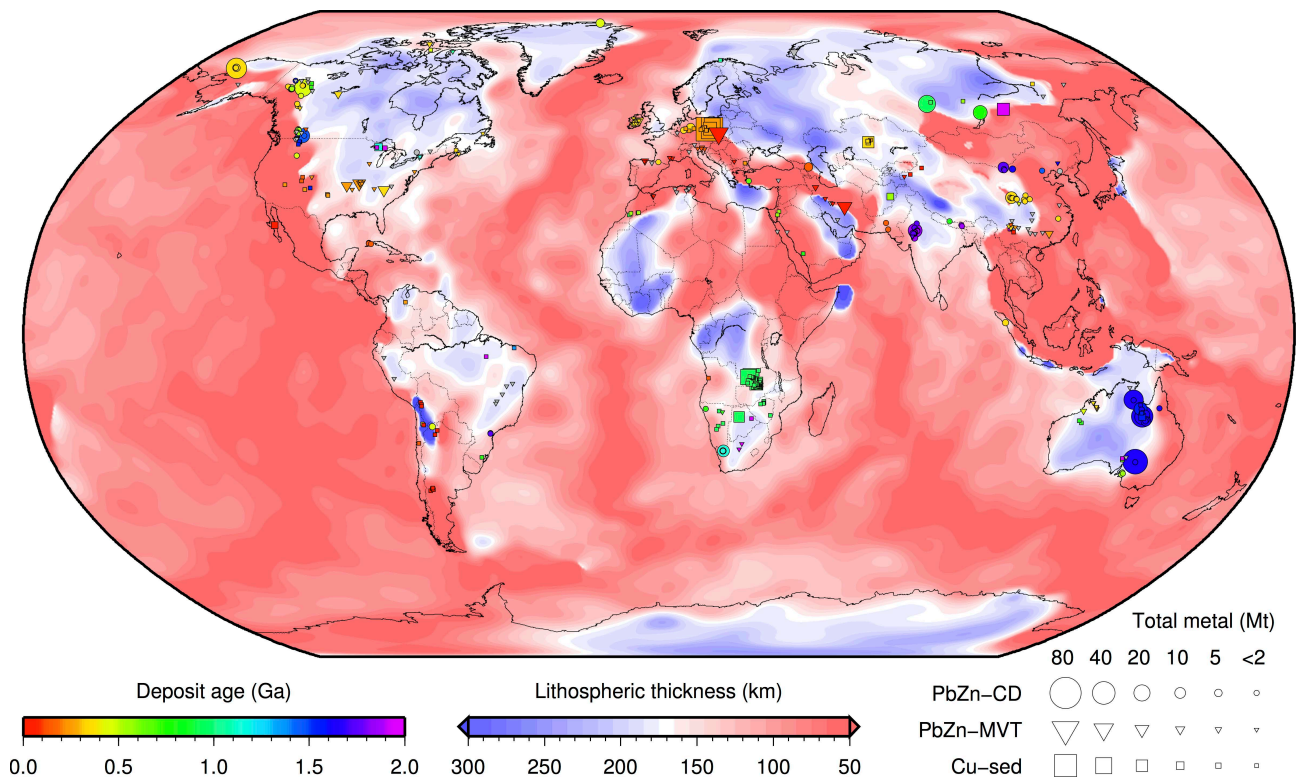 Total metal (Mt)
80 40 20 10 5 <2
Deposit age (Ga)
Lithospheric thickness (km)
PbZn−CD
PbZn−MVT
Cu−sed
0.0 0.5 1.0 1.5 2.0
300 250 200 150 100 50